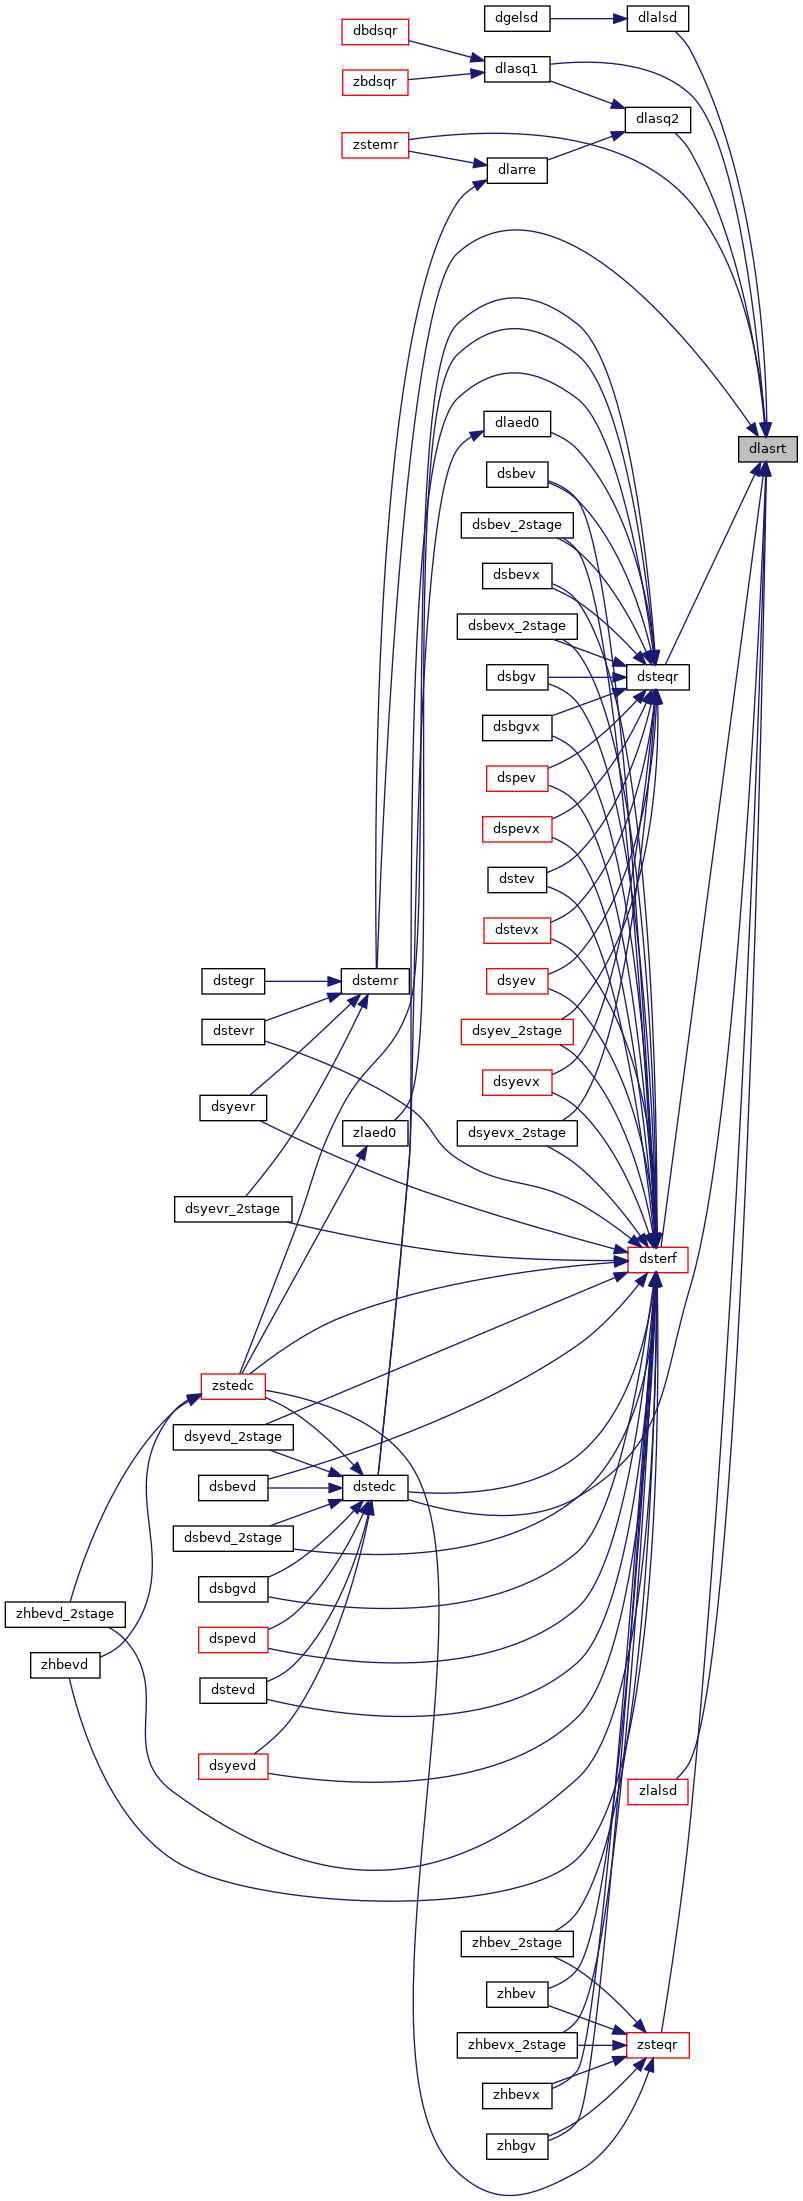 dgelsd
dlalsd
dbdsqr
dlasq1
zbdsqr
dlasq2
zstemr
dlarre
dlaed0
dlasrt
dsbev
dsbev_2stage
dsbevx
dsbevx_2stage
dsteqr
dsbgv
dsbgvx
dspev
dspevx
dstev
dstevx
dstegr
dstemr
dsyev
dstevr
dsyev_2stage
dsyevx
dsyevr
zlaed0
dsyevx_2stage
dsyevr_2stage
dsterf
zstedc
dsyevd_2stage
dsbevd
dstedc
dsbevd_2stage
dsbgvd
zhbevd_2stage
dspevd
zhbevd
dstevd
dsyevd
zlalsd
zhbev_2stage
zhbev
zhbevx_2stage
zsteqr
zhbevx
zhbgv